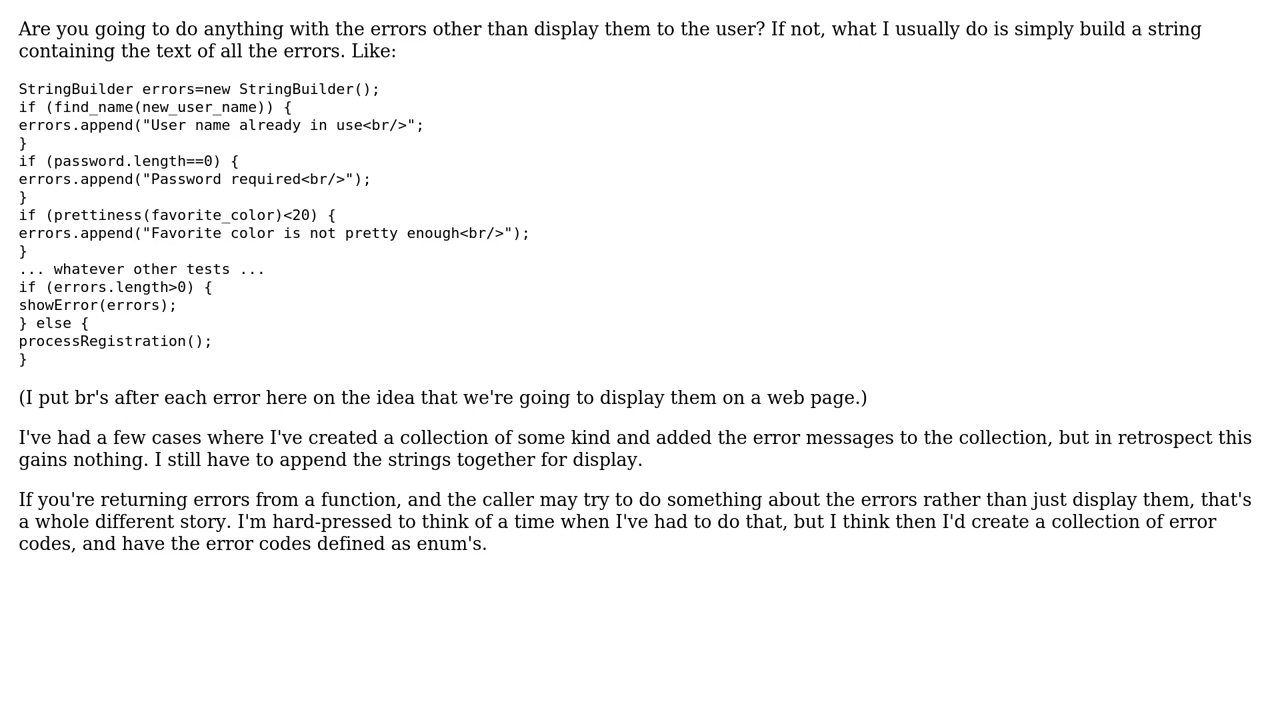 Are you going to do anything with the errors other than display them to the user? If not, what I usually do is simply build a string
containing the text of all the errors. Like:
StringBuilder errors=new StringBuilder();
if (find_name(new_user_name)) {
errors.append("User name already in use<br/>";
}
if (password.length==0) {
errors.append("Password required<br/>");
}
if (prettiness(favorite_color)<20) {
errors.append("Favorite color is not pretty enough<br/>");
}
... whatever other tests ...
if (errors.length>0) {
showError(errors);
} else {
processRegistration();
}
(I put br's after each error here on the idea that we're going to display them on a web page.)
I've had a few cases where I've created a collection of some kind and added the error messages to the collection, but in retrospect this
gains nothing. I still have to append the strings together for display.
If you're returning errors from a function, and the caller may try to do something about the errors rather than just display them, that's
a whole different story. I'm hard-pressed to think of a time when I've had to do that, but I think then I'd create a collection of error
codes, and have the error codes defined as enum's.